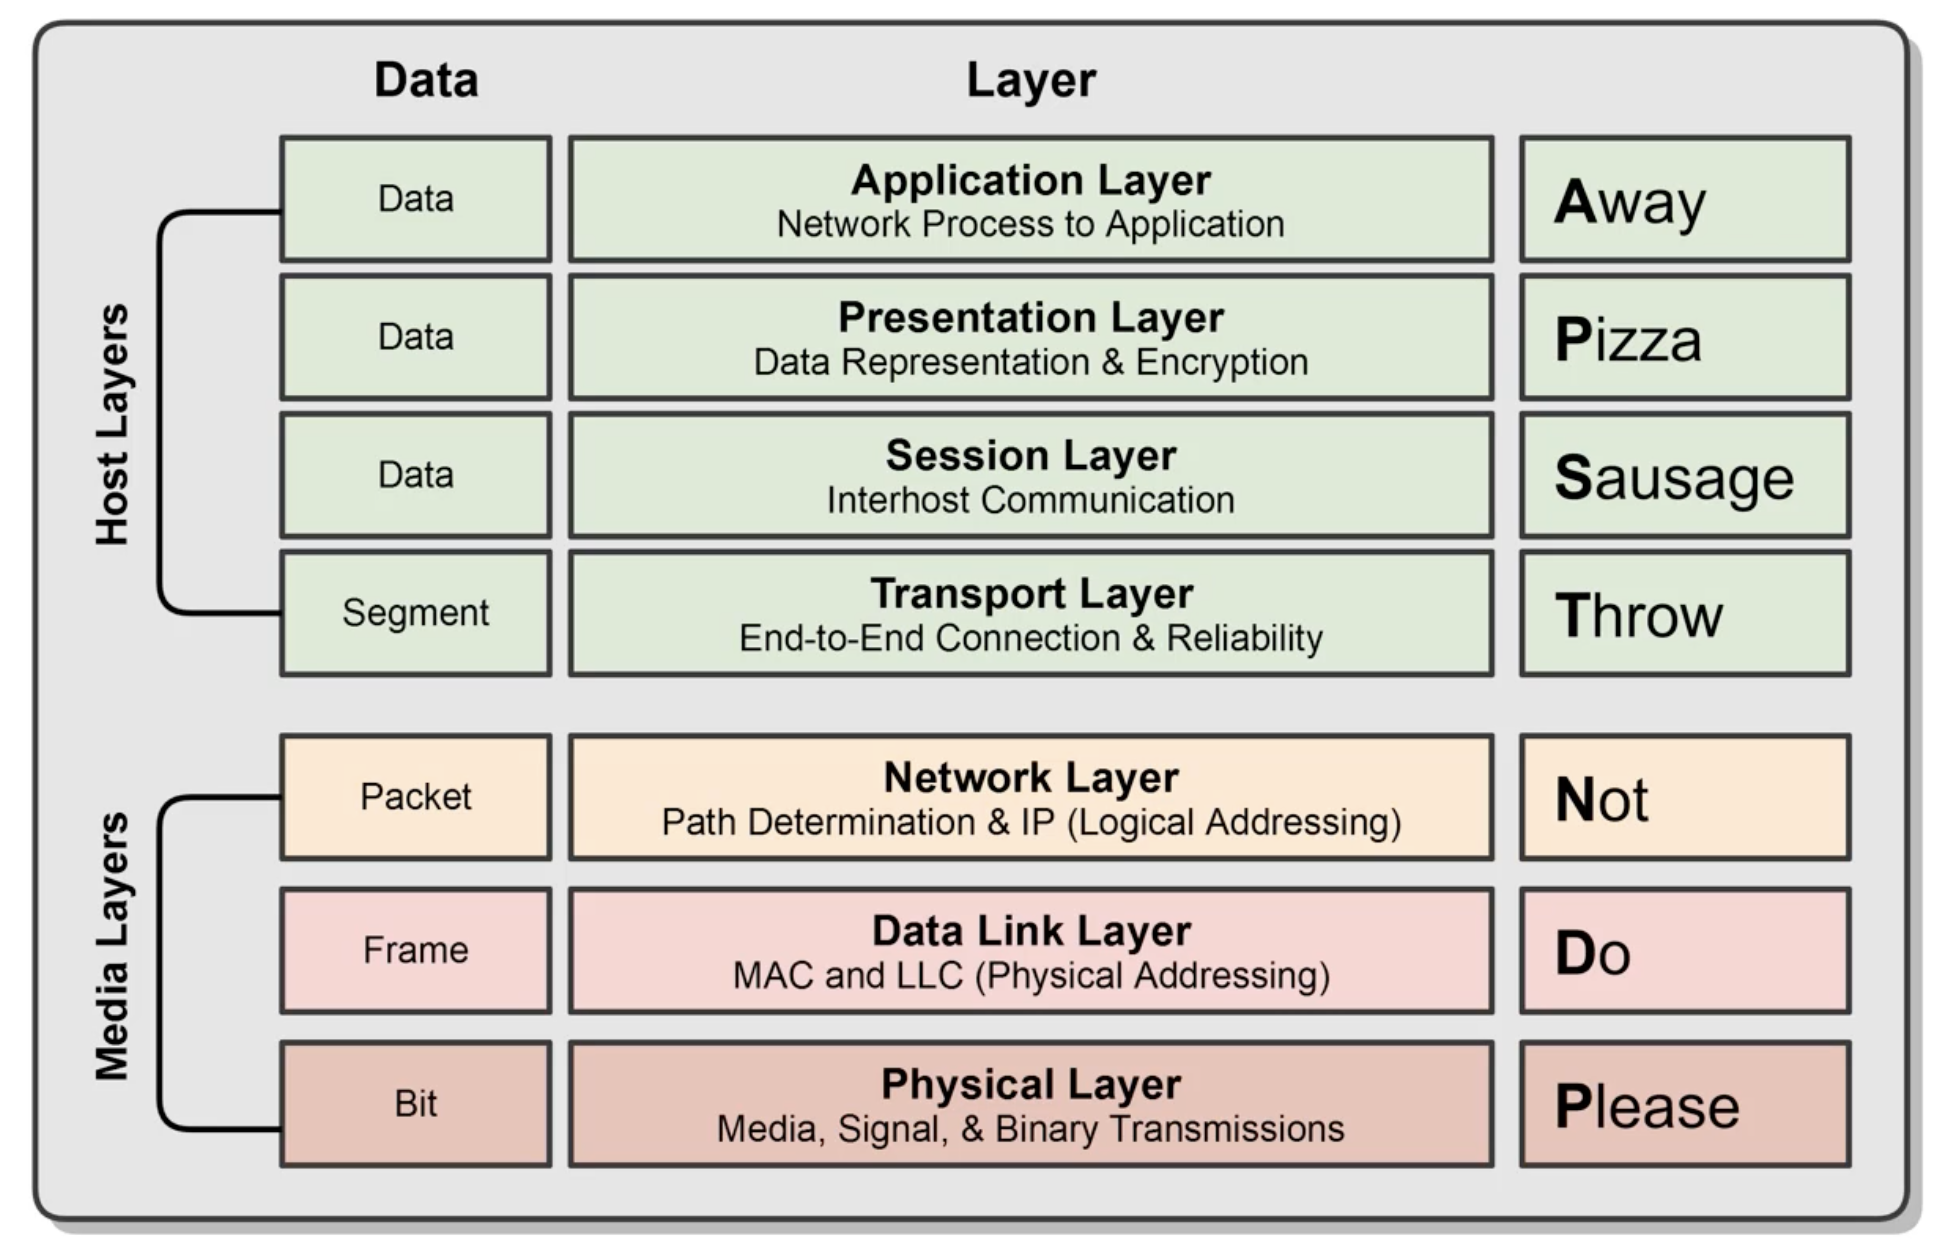 Data
Layer
Host Layers
Data
Application Layer
Network Process to Application
Away
Data
Presentation Layer
Data Representation & Encryption
Pizza
Data
Session Layer
Interhost Communication
Sausage
Segment
Transport Layer
End-to-End Connection & Reliability
Throw
Media Layers
Packet
Network Layer
Path Determination & IP (Logical Addressing)
Not
Frame
Data Link Layer
MAC and LLC (Physical Addressing)
Do
Bit
Physical Layer
Media, Signal, & Binary Transmissions
Please